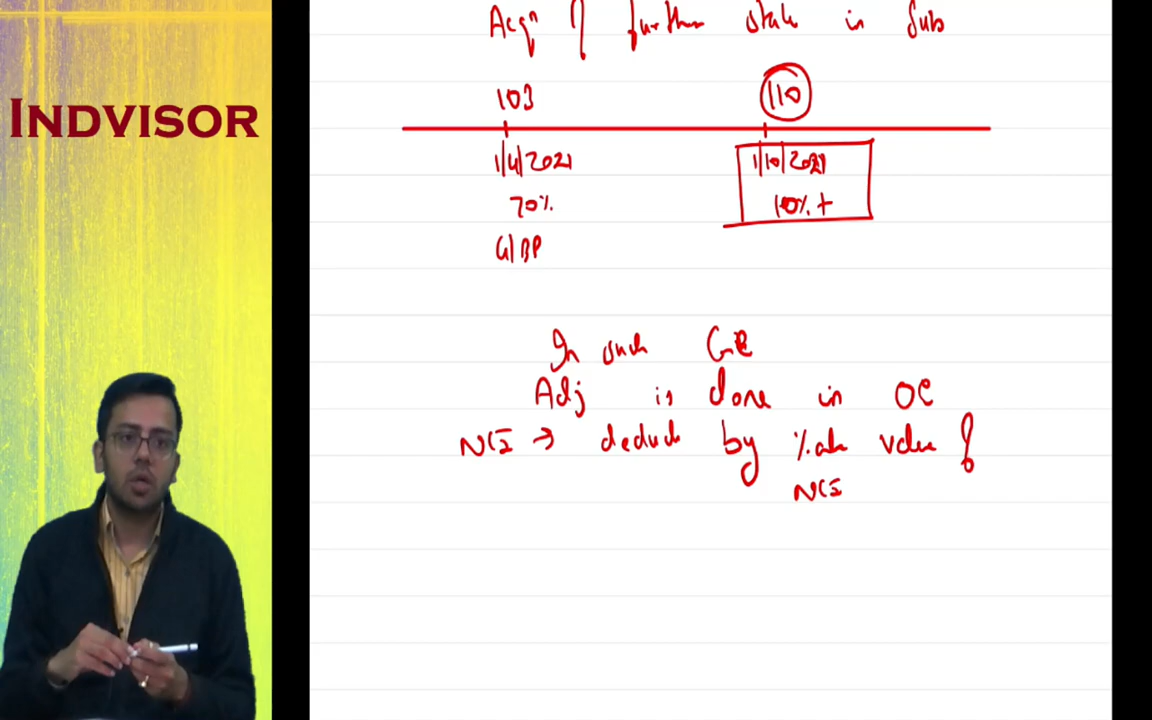 INDVISOR
Acqn of further stake in Sub
103 110
1/4/2021 1/10/2021
70% 10% +
G/BP
In such case
Adj is done in OE
NCI → deduct by %age value of
NCI